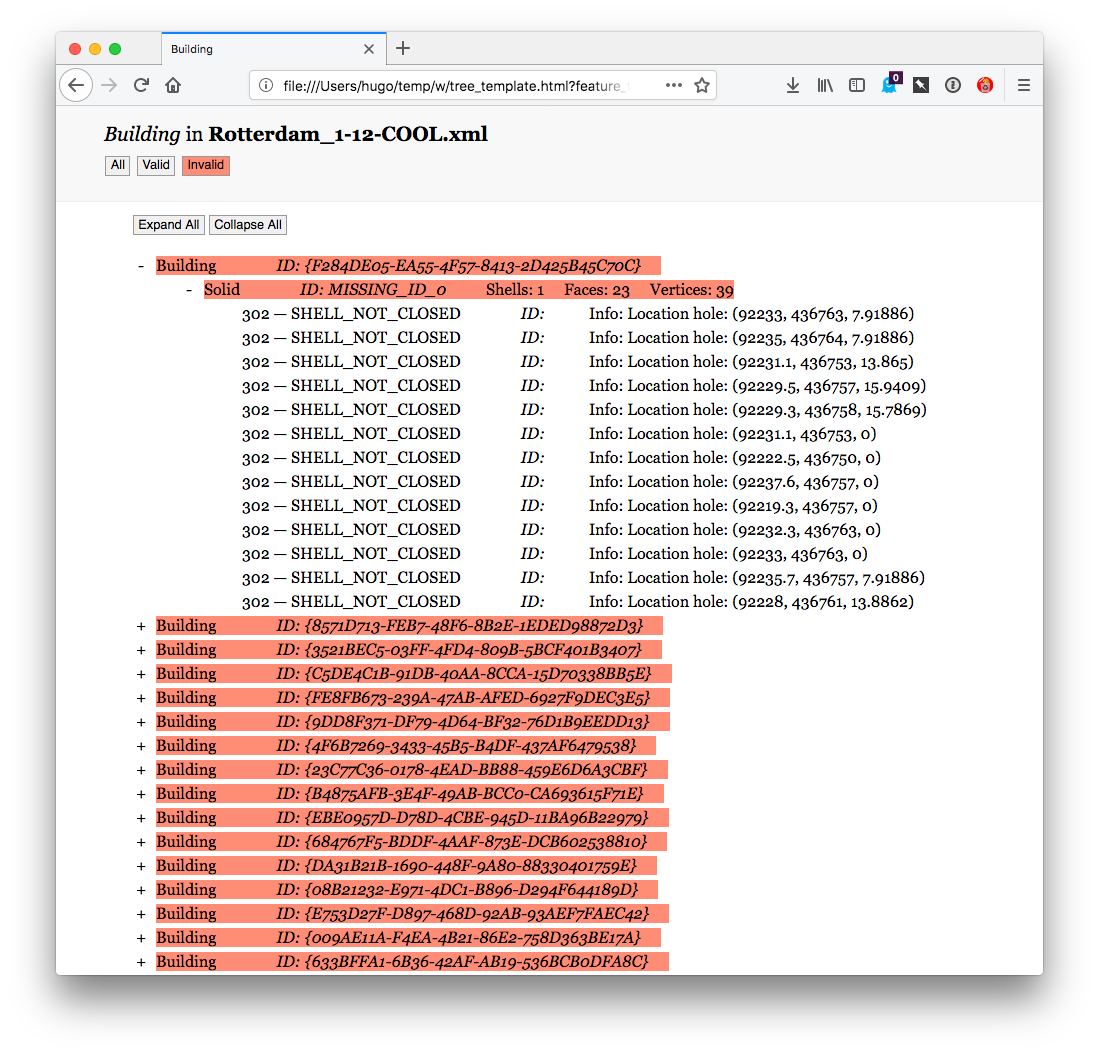 Building
file:///Users/hugo/temp/w/tree_template.html?feature_
0
Building in Rotterdam_1-12-COOL.xml
All Valid Invalid
Expand All Collapse All
- Building ID: {F284DE05-EA55-4F57-8413-2D425B45C70C}
- Solid ID: MISSING_ID_0 Shells: 1 Faces: 23 Vertices: 39
302 — SHELL_NOT_CLOSED ID: Info: Location hole: (92233, 436763, 7.91886)
302 — SHELL_NOT_CLOSED ID: Info: Location hole: (92235, 436764, 7.91886)
302 — SHELL_NOT_CLOSED ID: Info: Location hole: (92231.1, 436753, 13.865)
302 — SHELL_NOT_CLOSED ID: Info: Location hole: (92229.5, 436757, 15.9409)
302 — SHELL_NOT_CLOSED ID: Info: Location hole: (92229.3, 436758, 15.7869)
302 — SHELL_NOT_CLOSED ID: Info: Location hole: (92231.1, 436753, 0)
302 — SHELL_NOT_CLOSED ID: Info: Location hole: (92222.5, 436750, 0)
302 — SHELL_NOT_CLOSED ID: Info: Location hole: (92237.6, 436757, 0)
302 — SHELL_NOT_CLOSED ID: Info: Location hole: (92219.3, 436757, 0)
302 — SHELL_NOT_CLOSED ID: Info: Location hole: (92232.3, 436763, 0)
302 — SHELL_NOT_CLOSED ID: Info: Location hole: (92233, 436763, 0)
302 — SHELL_NOT_CLOSED ID: Info: Location hole: (92235.7, 436757, 7.91886)
302 — SHELL_NOT_CLOSED ID: Info: Location hole: (92228, 436761, 13.8862)
+ Building ID: {8571D713-FEB7-48F6-8B2E-1EDED98872D3}
+ Building ID: {3521BEC5-03FF-4FD4-809B-5BCF401B3407}
+ Building ID: {C5DE4C1B-91DB-40AA-8CCA-15D70338BB5E}
+ Building ID: {FE8FB673-239A-47AB-AFED-6927F9DEC3E5}
+ Building ID: {9DD8F371-DF79-4D64-BF32-76D1B9EEDD13}
+ Building ID: {4F6B7269-3433-45B5-B4DF-437AF6479538}
+ Building ID: {23C77C36-0178-4EAD-BB88-459E6D6A3CBF}
+ Building ID: {B4875AFB-3E4F-49AB-BCC0-CA693615F71E}
+ Building ID: {EBE0957D-D78D-4CBE-945D-11BA96B22979}
+ Building ID: {684767F5-BDDF-4AAF-873E-DCB602538810}
+ Building ID: {DA31B21B-1690-448F-9A80-88330401759E}
+ Building ID: {08B21232-E971-4DC1-B896-D294F644189D}
+ Building ID: {E753D27F-D897-468D-92AB-93AEF7FAEC42}
+ Building ID: {009AE11A-F4EA-4B21-86E2-758D363BE17A}
+ Building ID: {633BFFA1-6B36-42AF-AB19-536BCB0DFA8C}